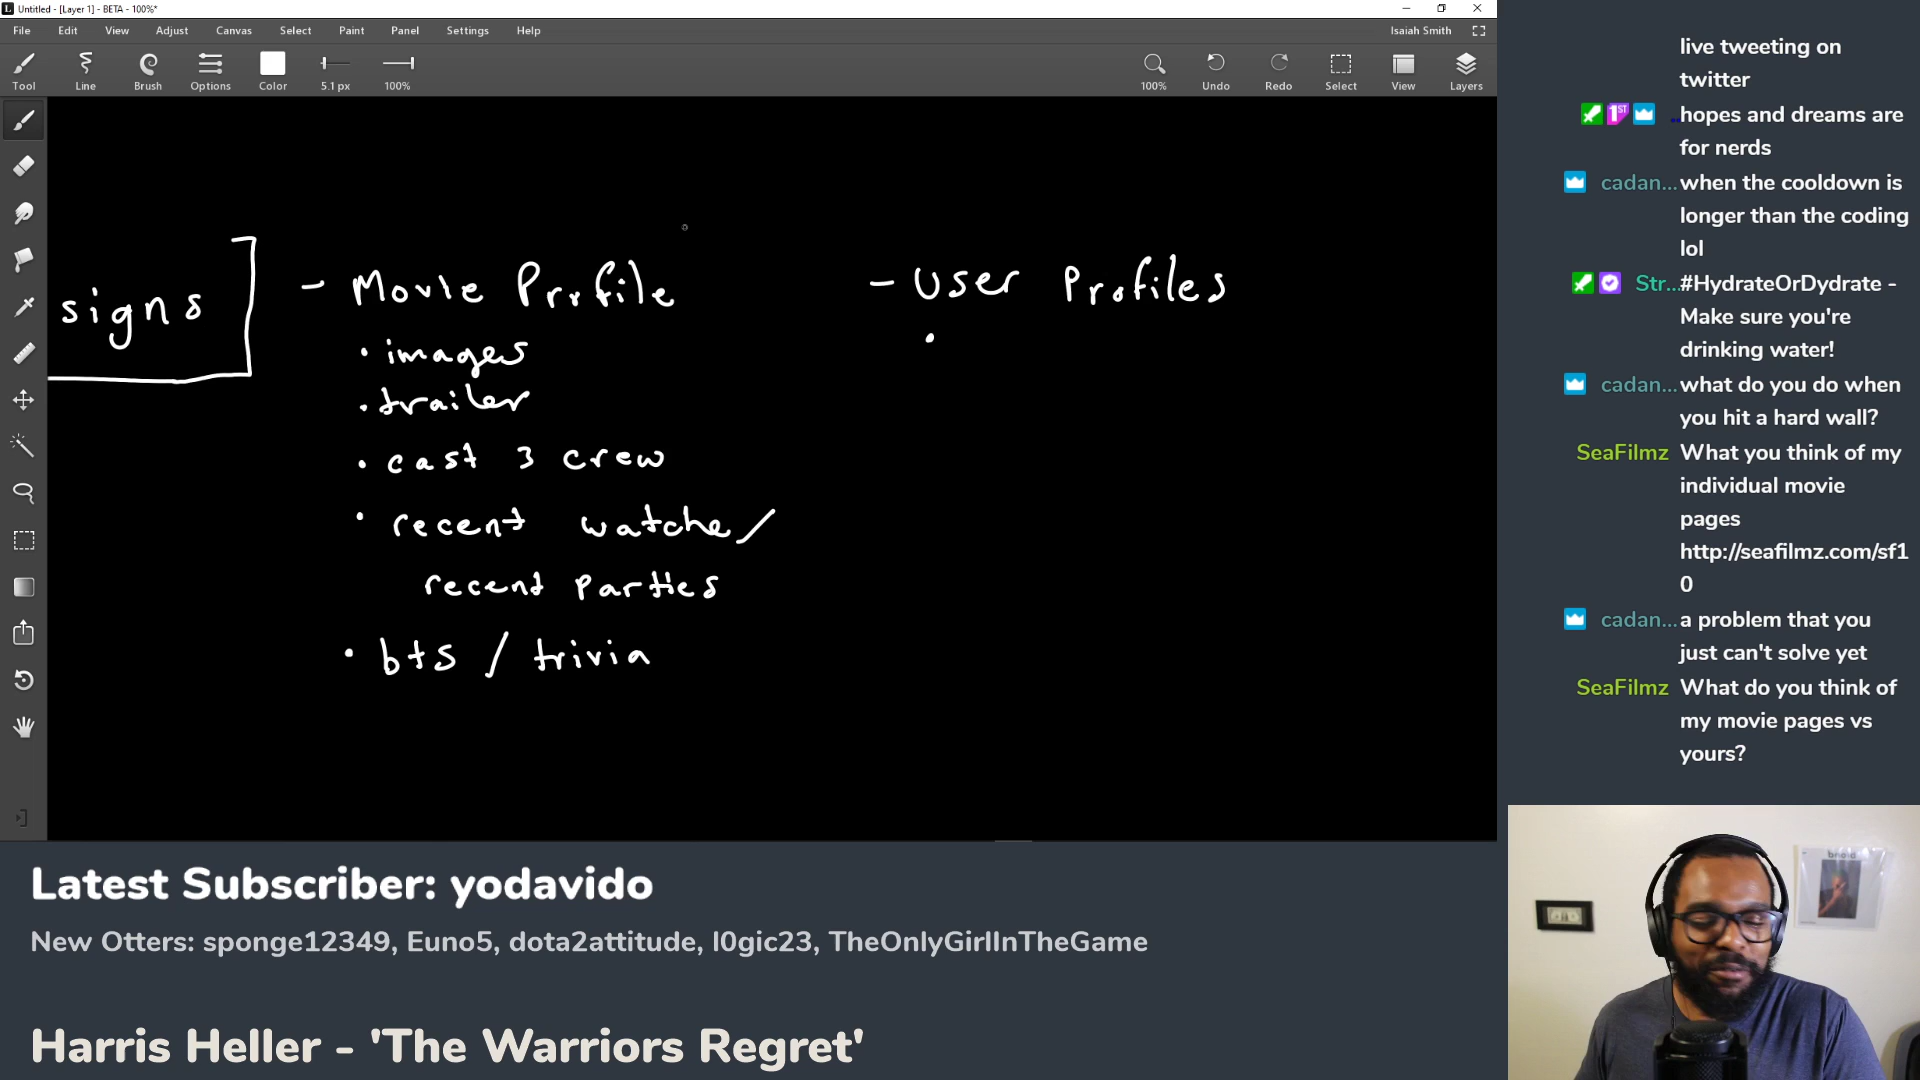 Untitled - [Layer 1] - BETA - 100%*
File Edit View Adjust Canvas Select Paint Panel Settings Help
Isaiah Smith
Tool Line Brush Options Color 5.1 px 100%
100% Undo Redo Select View Layers
signs
- Movie Profile
• images
• trailer
• cast 3 crew
• recent watche/
recent parties
• bts / trivia
- User Profiles
•
live tweeting on
twitter
..hopes and dreams are
for nerds
cadan... when the cooldown is
longer than the coding
lol
Str... #HydrateOrDydrate -
Make sure you're
drinking water!
cadan... what do you do when
you hit a hard wall?
SeaFilmz What you think of my
individual movie
pages
http://seafilmz.com/sf1
0
cadan... a problem that you
just can't solve yet
SeaFilmz What do you think of
my movie pages vs
yours?
Latest Subscriber: yodavido
New Otters: sponge12349, Euno5, dota2attitude, l0gic23, TheOnlyGirlInTheGame
Harris Heller - 'The Warriors Regret'